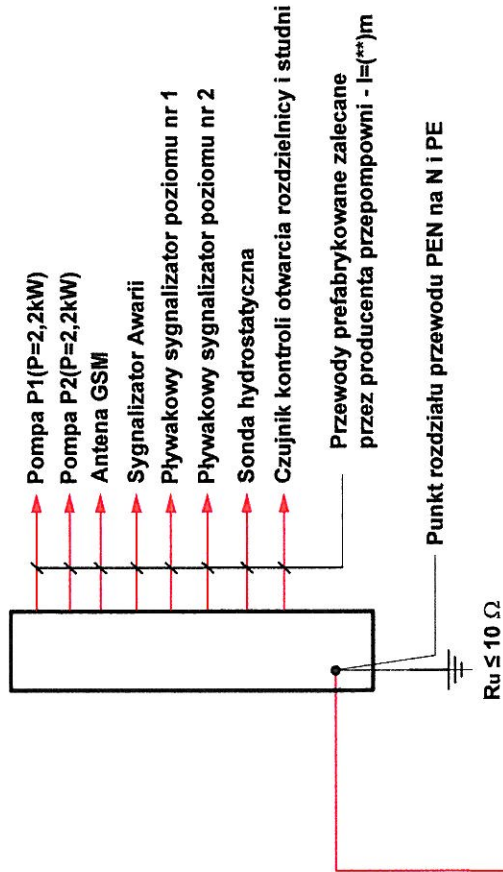 Pompa P1(P=2,2kW)
Pompa P2(P=2,2kW)
Antena GSM
Sygnalizator Awarii
Pływakowy sygnalizator poziomu nr 1
Pływakowy sygnalizator poziomu nr 2
Sonda hydrostatyczna
Czujnik kontroli otwarcia rozdzielnicy i studni
Przewody prefabrykowane zalecane
przez producenta przepompowni - l=(**)m
Punkt rozdziału przewodu PEN na N i PE
Ru ≤ 10 Ω